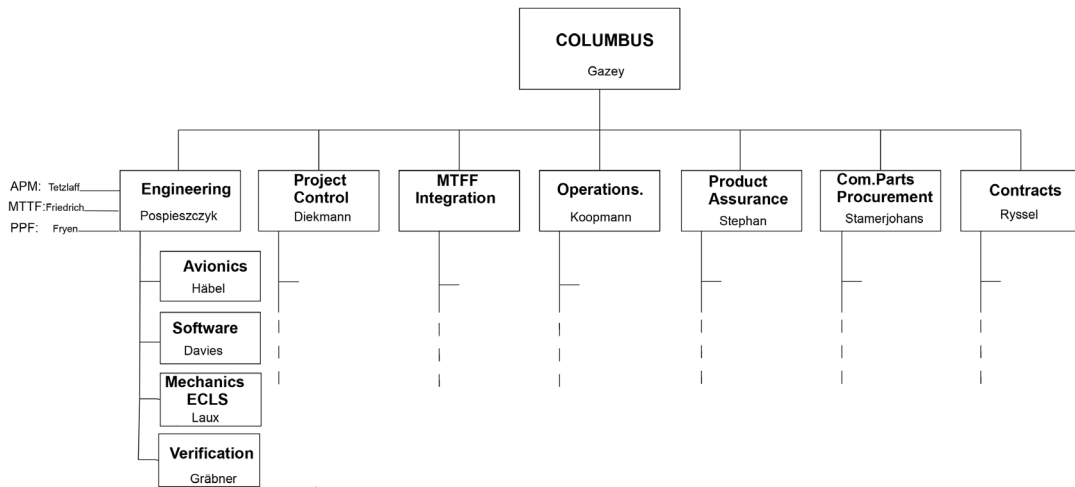 COLUMBUS
Gazey
APM: Tetzlaff
MTTF: Friedrich
PPF: Fryen
Engineering
Pospieszczyk
Project
Control
Diekmann
MTFF
Integration
Operations.
Koopmann
Product
Assurance
Stephan
Com.Parts
Procurement
Stamerjohans
Contracts
Ryssel
Avionics
Häbel
Software
Davies
Mechanics
ECLS
Laux
Verification
Gräbner